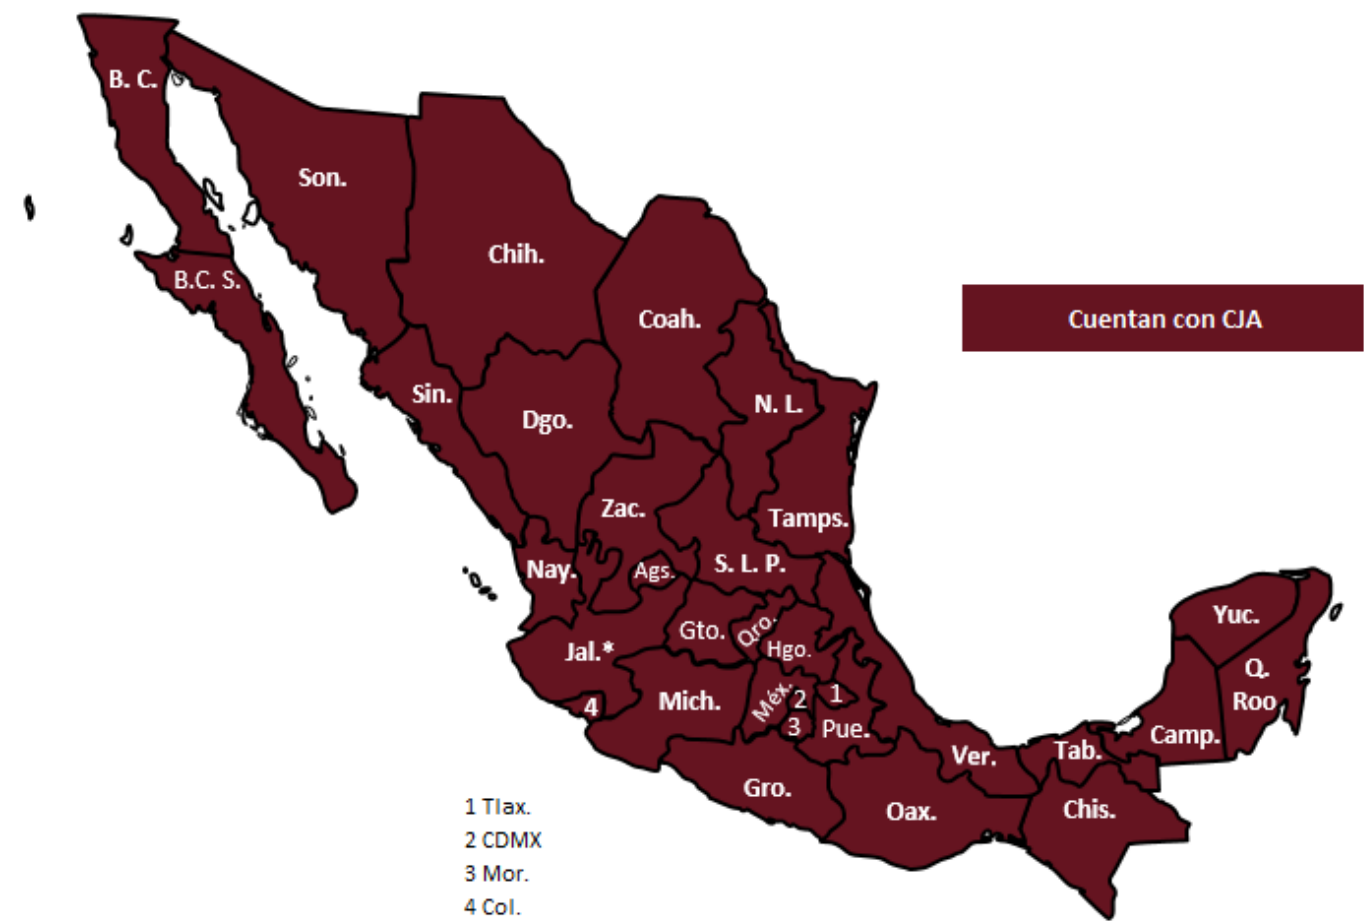 B. C.
Son.
Chih.
B.C. S.
Coah.
Cuentan con CJA
Sin.
N. L.
Dgo.
Zac.
Tamps.
Nay.
Ags.
S. L. P.
Gto.
Qro.
Hgo.
Jal.*
Yuc.
Q.
Roo
Mich.
Méx.
1
2
4
3
Pue.
Camp.
Ver.
Tab.
Gro.
Oax.
Chis.
1 Tlax.
2 CDMX
3 Mor.
4 Col.